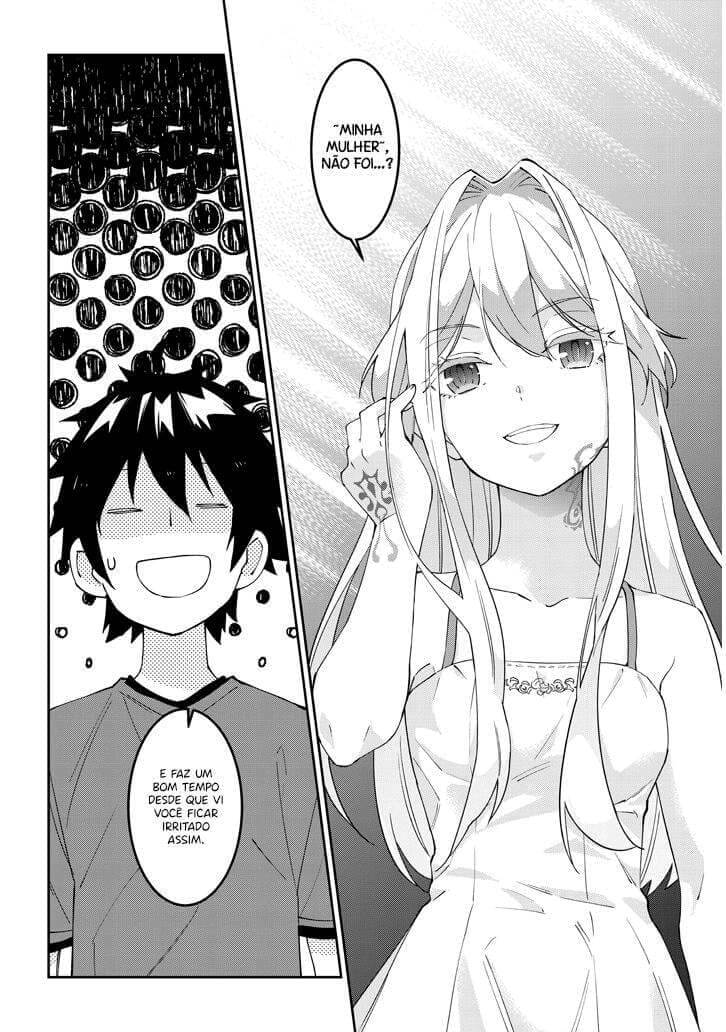 "MINHA
MULHER",
NÃO FOI...?
E FAZ UM
BOM TEMPO
DESDE QUE VI
VOCÊ FICAR
IRRITADO
ASSIM.